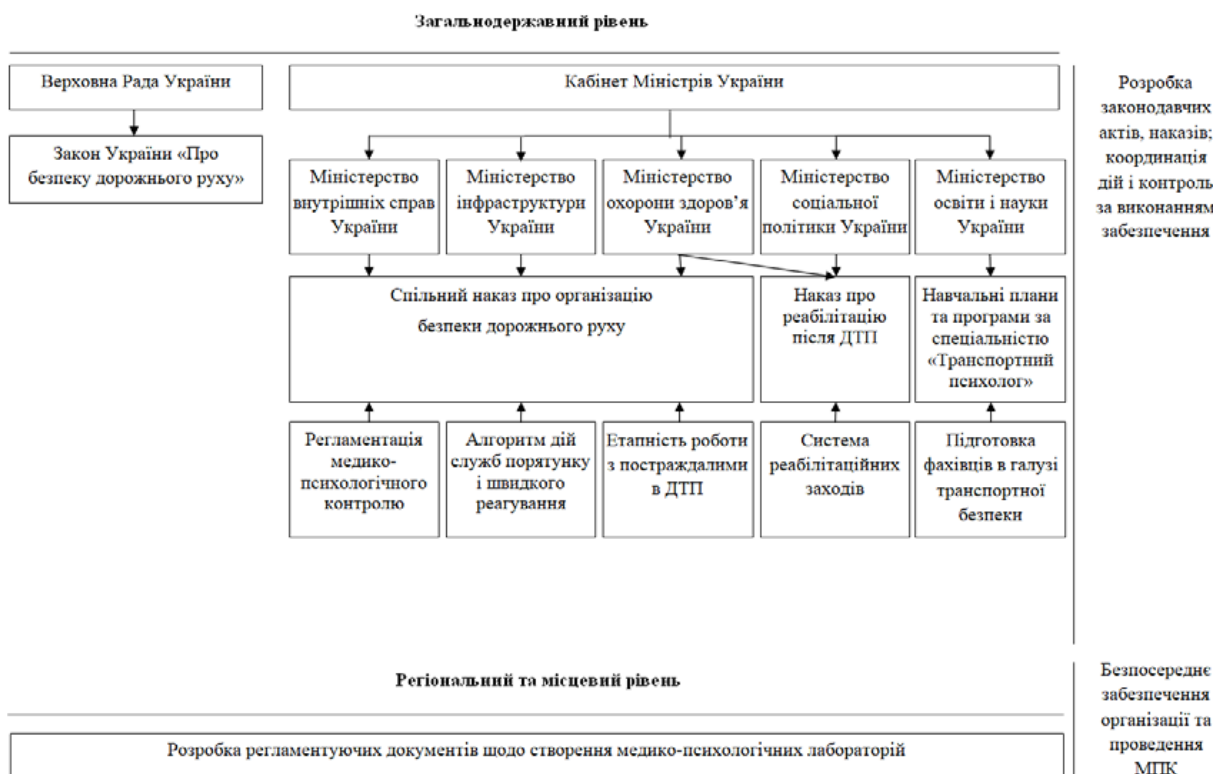 Загальнодержавний рівень
Верховна Рада України
Кабінет Міністрів України
Закон України «Про
безпеку дорожнього руху»
Міністерство
внутрішніх справ
України
Міністерство
інфраструктури
України
Міністерство
охорони здоров’я
України
Міністерство
соціальної
політики України
Міністерство
освіти і науки
України
Спільний наказ про організацію
безпеки дорожнього руху
Наказ про
реабілітацію
після ДТП
Навчальні плани
та програми за
спеціальністю
«Транспортний
психолог»
Регламентація
медико-
психологічного
контролю
Алгоритм дій
служб порятунку
і швидкого
реагування
Етапність роботи
з постраждалими
в ДТП
Система
реабілітаційних
заходів
Підготовка
фахівців в галузі
транспортної
безпеки
Розробка
законодавчих
актів, наказів;
координація
дій і контроль
за виконанням
забезпечення
Регіональний та місцевий рівень
Розробка регламентуючих документів щодо створення медико-психологічних лабораторій
Безпосереднє
забезпечення
організації та
проведення
МПК